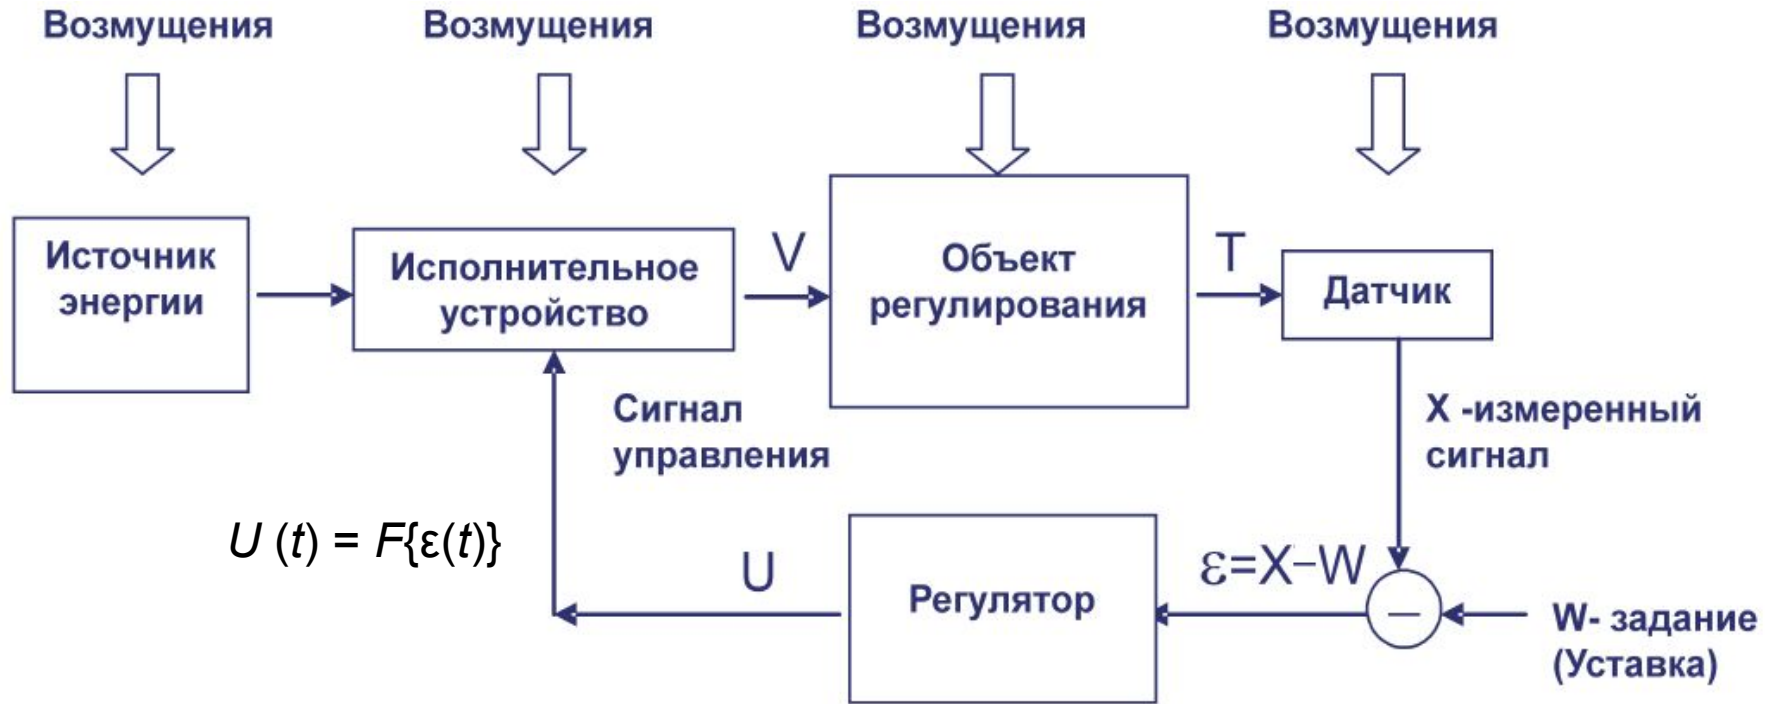 Возмущения
Возмущения
Возмущения
Возмущения
Источник
энергии
Исполнительное
устройство
V
Объект
регулирования
T
Датчик
Сигнал
управления
X -измеренный
сигнал
U (t) = F{ε(t)}
U
Регулятор
ε=X–W
–
W- задание
(Уставка)